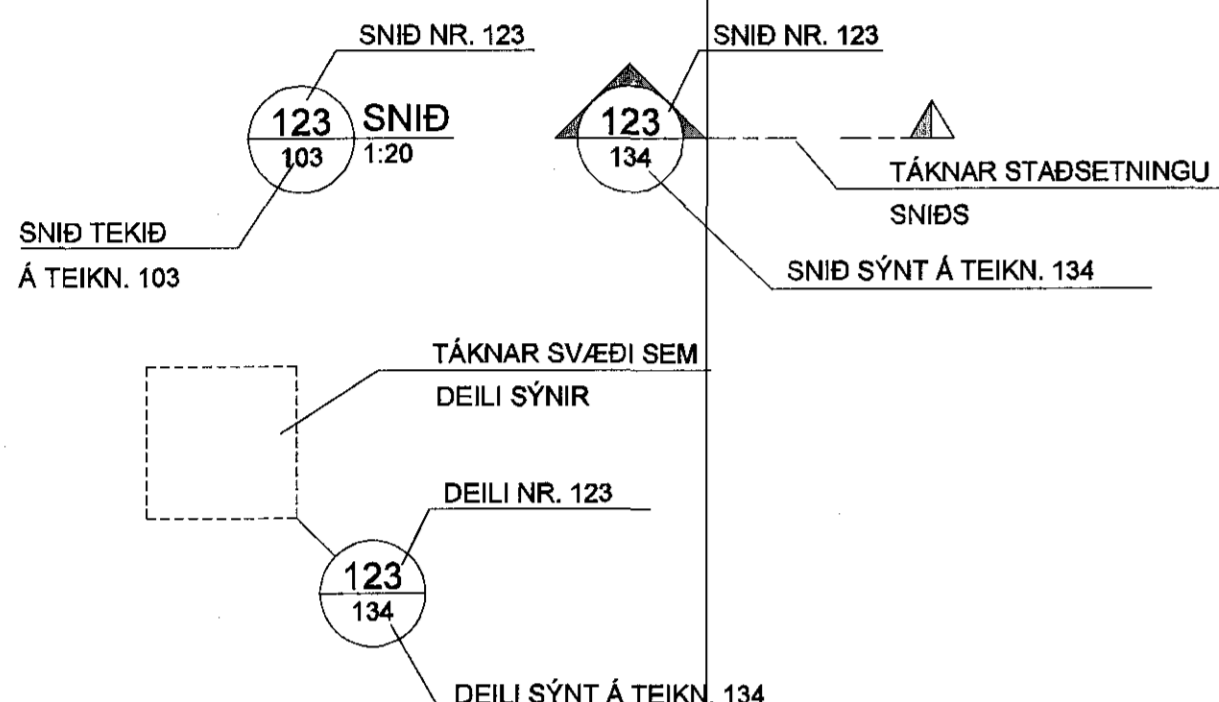 SNIÐ NR. 123
123
103
SNIÐ
1:20
SNIÐ TEKIÐ
Á TEIKN. 103
SNIÐ NR. 123
123
134
TÁKNAR STAÐSETNINGU
SNIÐS
SNIÐ SÝNT Á TEIKN. 134
TÁKNAR SVÆÐI SEM
DEILI SÝNIR
DEILI NR. 123
123
134
DEILI SÝNT Á TEIKN. 134